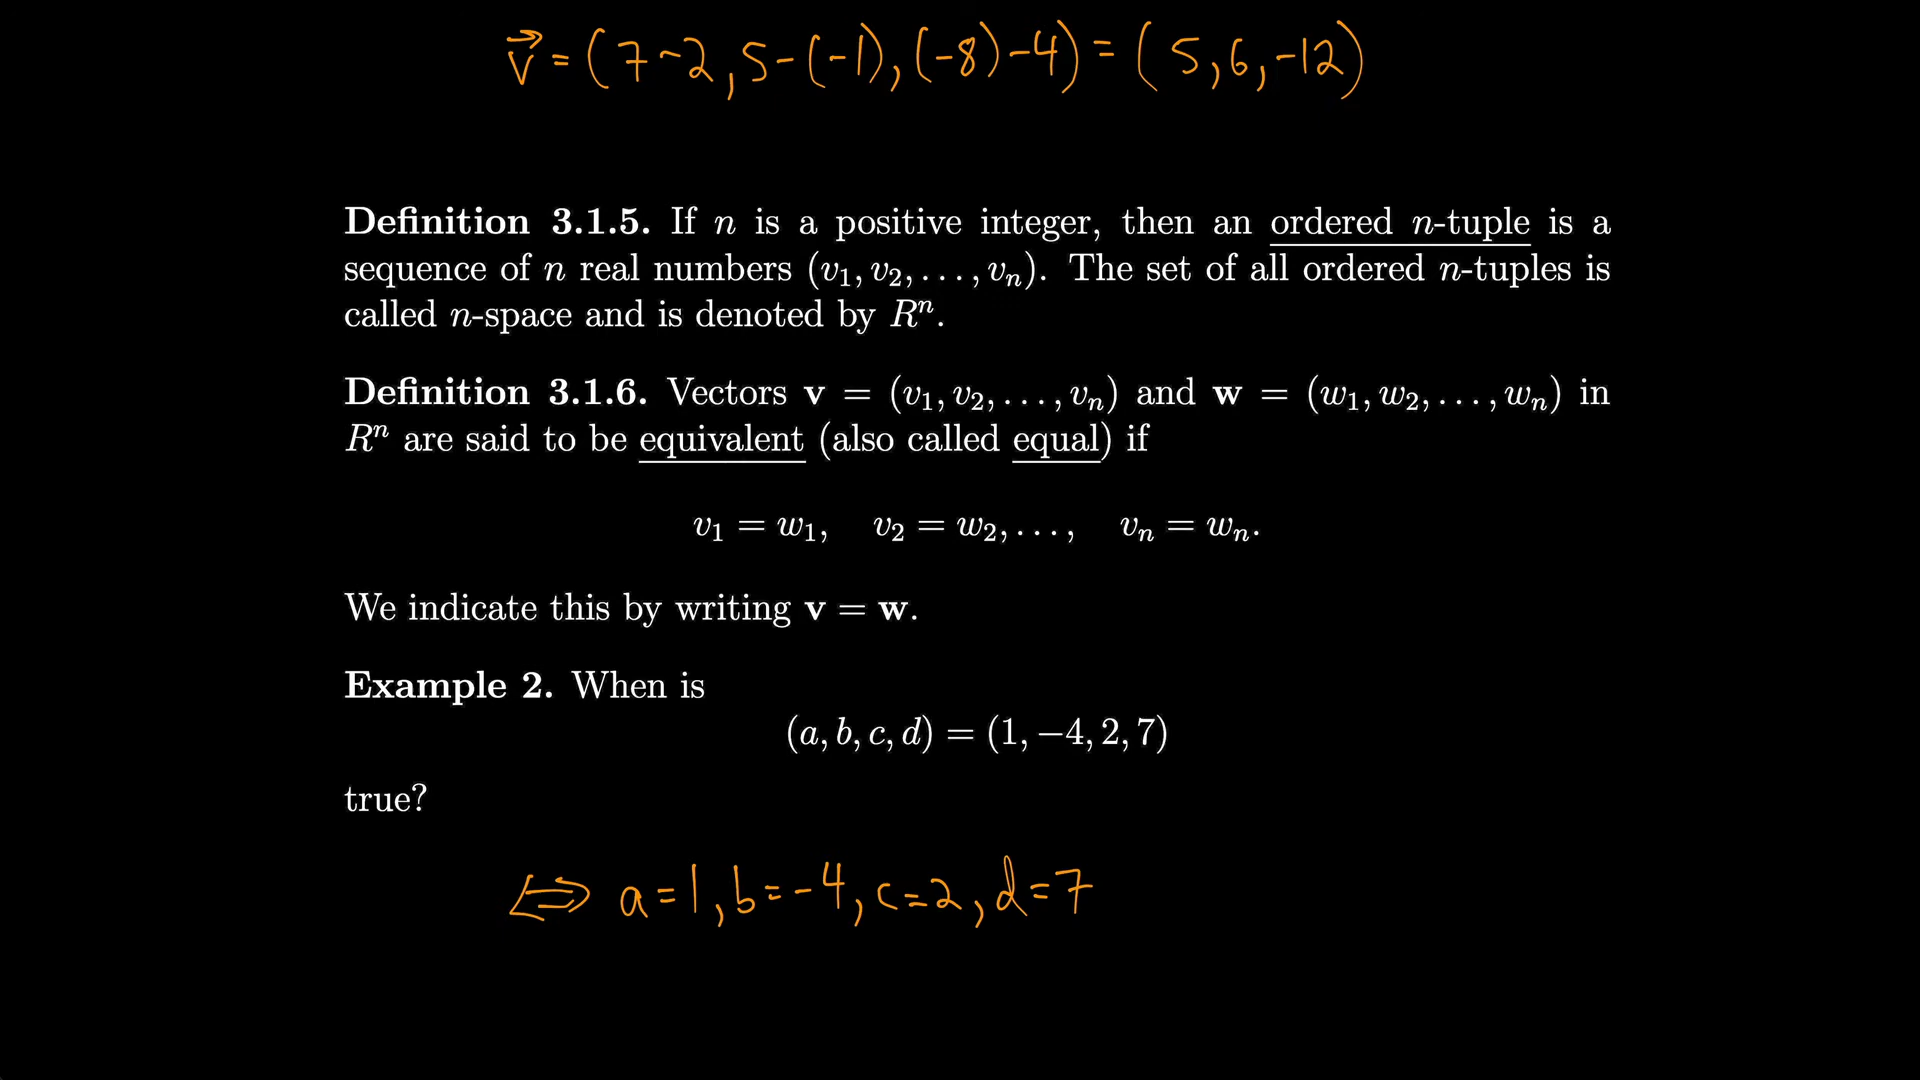 v⃗ = (7-2, 5-(-1), (-8)-4) = (5, 6, -12)
Definition 3.1.5. If n is a positive integer, then an ordered n-tuple is a
sequence of n real numbers (v₁, v₂, . . . , vₙ). The set of all ordered n-tuples is
called n-space and is denoted by Rⁿ.
Definition 3.1.6. Vectors v = (v₁, v₂, . . . , vₙ) and w = (w₁, w₂, . . . , wₙ) in
Rⁿ are said to be equivalent (also called equal) if
v₁ = w₁, v₂ = w₂, . . . , vₙ = wₙ.
We indicate this by writing v = w.
Example 2. When is
(a, b, c, d) = (1, −4, 2, 7)
true?
⟺ a=1, b=-4, c=2, d=7